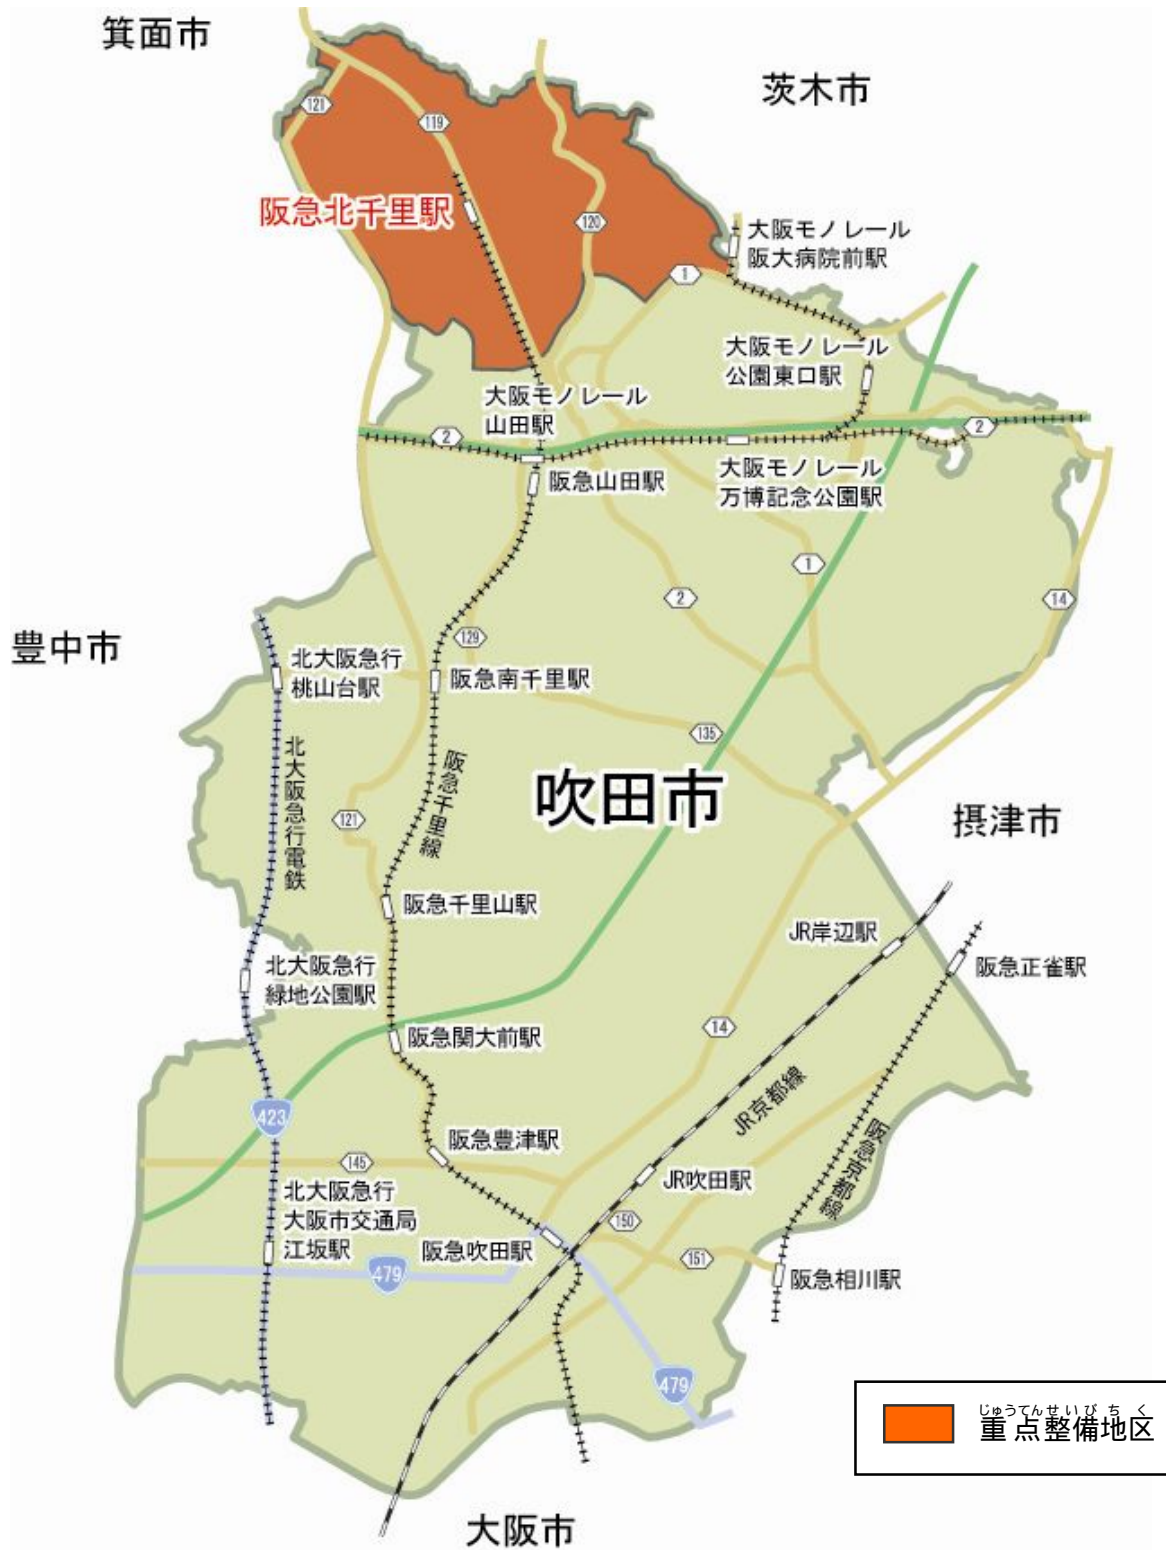 箕面市
茨木市
121
119
阪急北千里駅
120
大阪モノレール
阪大病院前駅
1
大阪モノレール
公園東口駅
大阪モノレール
山田駅
2
2
阪急山田駅
大阪モノレール
万博記念公園駅
1
2
14
豊中市
129
北大阪急行
桃山台駅
阪急南千里駅
135
北大阪急行電鉄
阪急千里線
吹田市
121
摂津市
阪急千里山駅
JR岸辺駅
北大阪急行
緑地公園駅
阪急正雀駅
14
阪急関大前駅
423
JR京都線
阪急豊津駅
阪急京都線
145
北大阪急行
大阪市交通局
江坂駅
JR吹田駅
150
阪急吹田駅
151
479
阪急相川駅
479
じゅうてんせいびちく
重点整備地区
大阪市